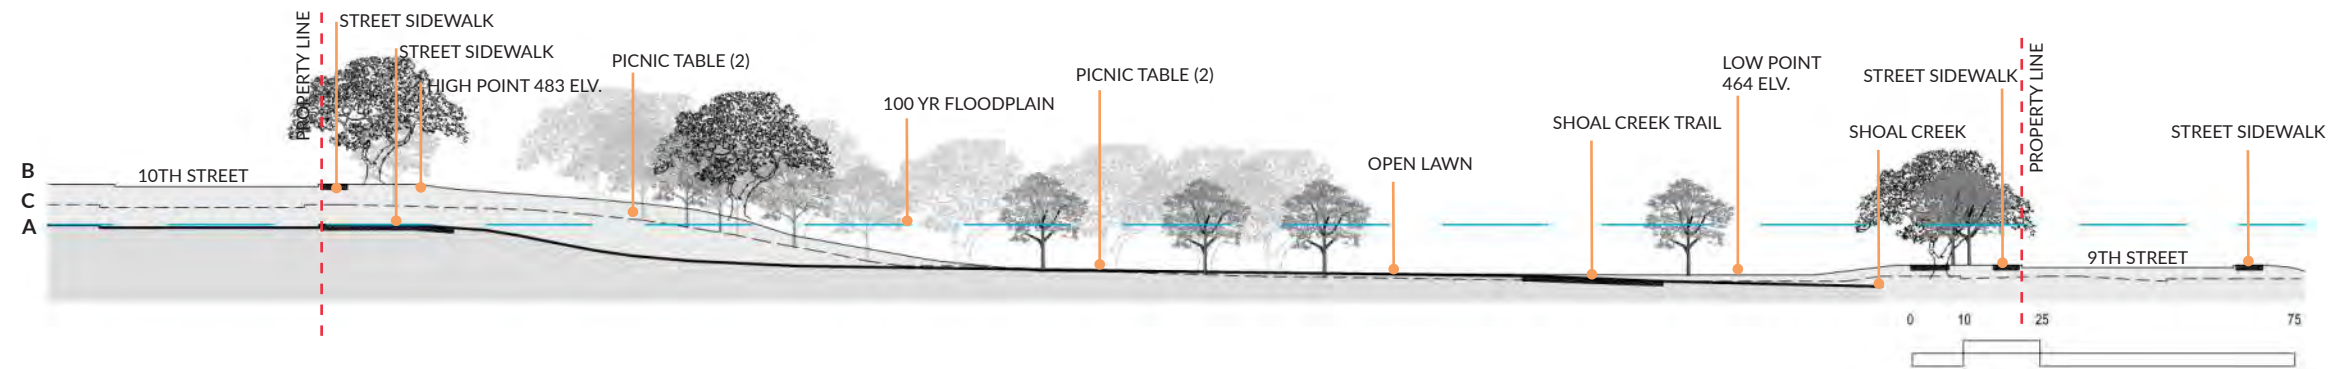 PROPERTY LINE
STREET SIDEWALK
STREET SIDEWALK
HIGH POINT 483 ELV.
PICNIC TABLE (2)
100 YR FLOODPLAIN
PICNIC TABLE (2)
OPEN LAWN
SHOAL CREEK TRAIL
LOW POINT
464 ELV.
SHOAL CREEK
STREET SIDEWALK
PROPERTY LINE
STREET SIDEWALK
B
C
A
10TH STREET
9TH STREET
0 10 25 75